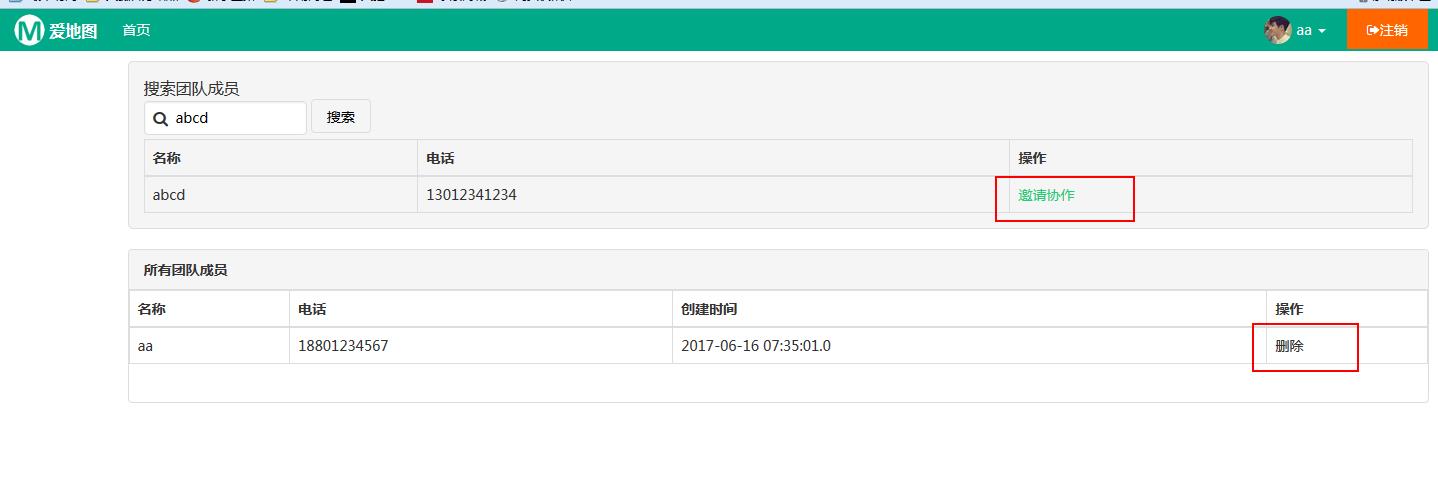 爱地图 首页 aa 注销
搜索团队成员
abcd 搜索
名称 电话 操作
abcd 13012341234 邀请协作
所有团队成员
名称 电话 创建时间 操作
aa 18801234567 2017-06-16 07:35:01.0 删除